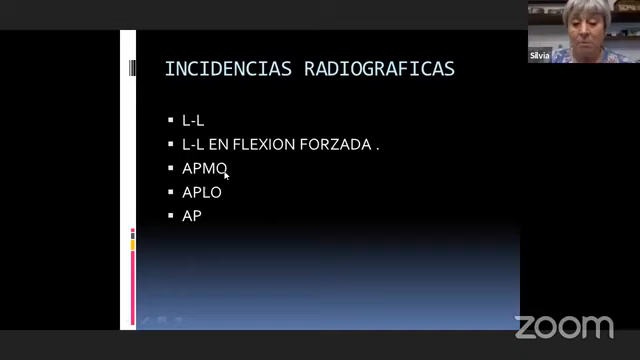 Silvia
INCIDENCIAS RADIOGRAFICAS
L-L
L-L EN FLEXION FORZADA .
APMO
APLO
AP
zoom